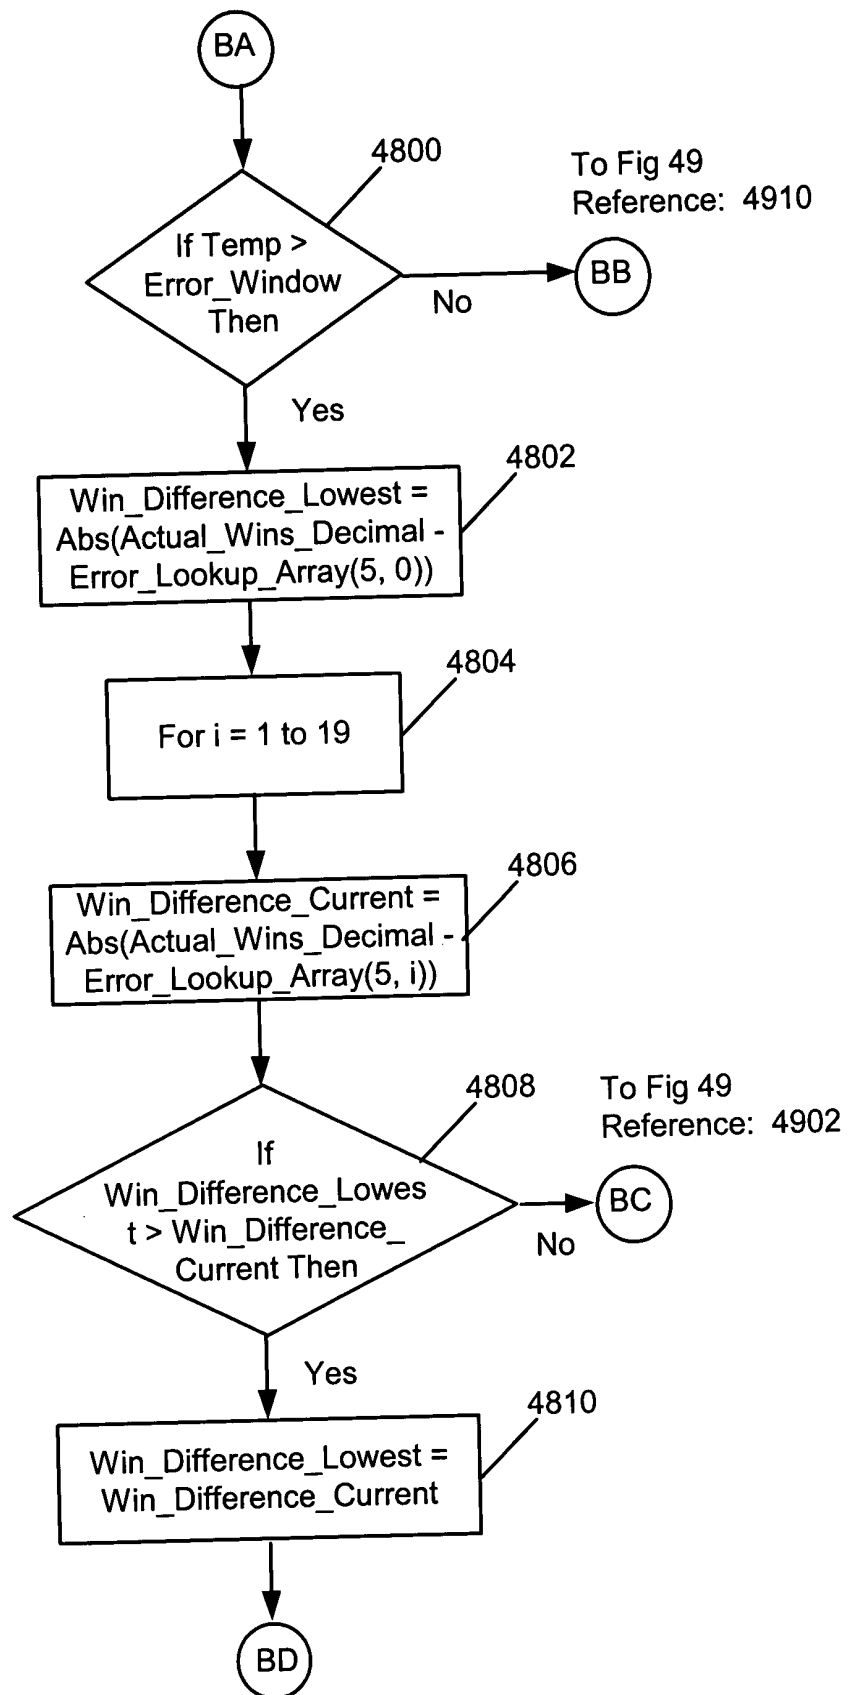 BA
4800
To Fig 49
Reference: 4910
If Temp >
Error_Window
Then
BB
No
Yes
4802
Win_Difference_Lowest =
Abs(Actual_Wins_Decimal -
Error_Lookup_Array(5, 0))
4804
For i = 1 to 19
4806
Win_Difference_Current =
Abs(Actual_Wins_Decimal -
Error_Lookup_Array(5, i))
4808
To Fig 49
Reference: 4902
If
Win_Difference_Lowes
t > Win_Difference_
Current Then
BC
No
Yes
4810
Win_Difference_Lowest =
Win_Difference_Current
BD